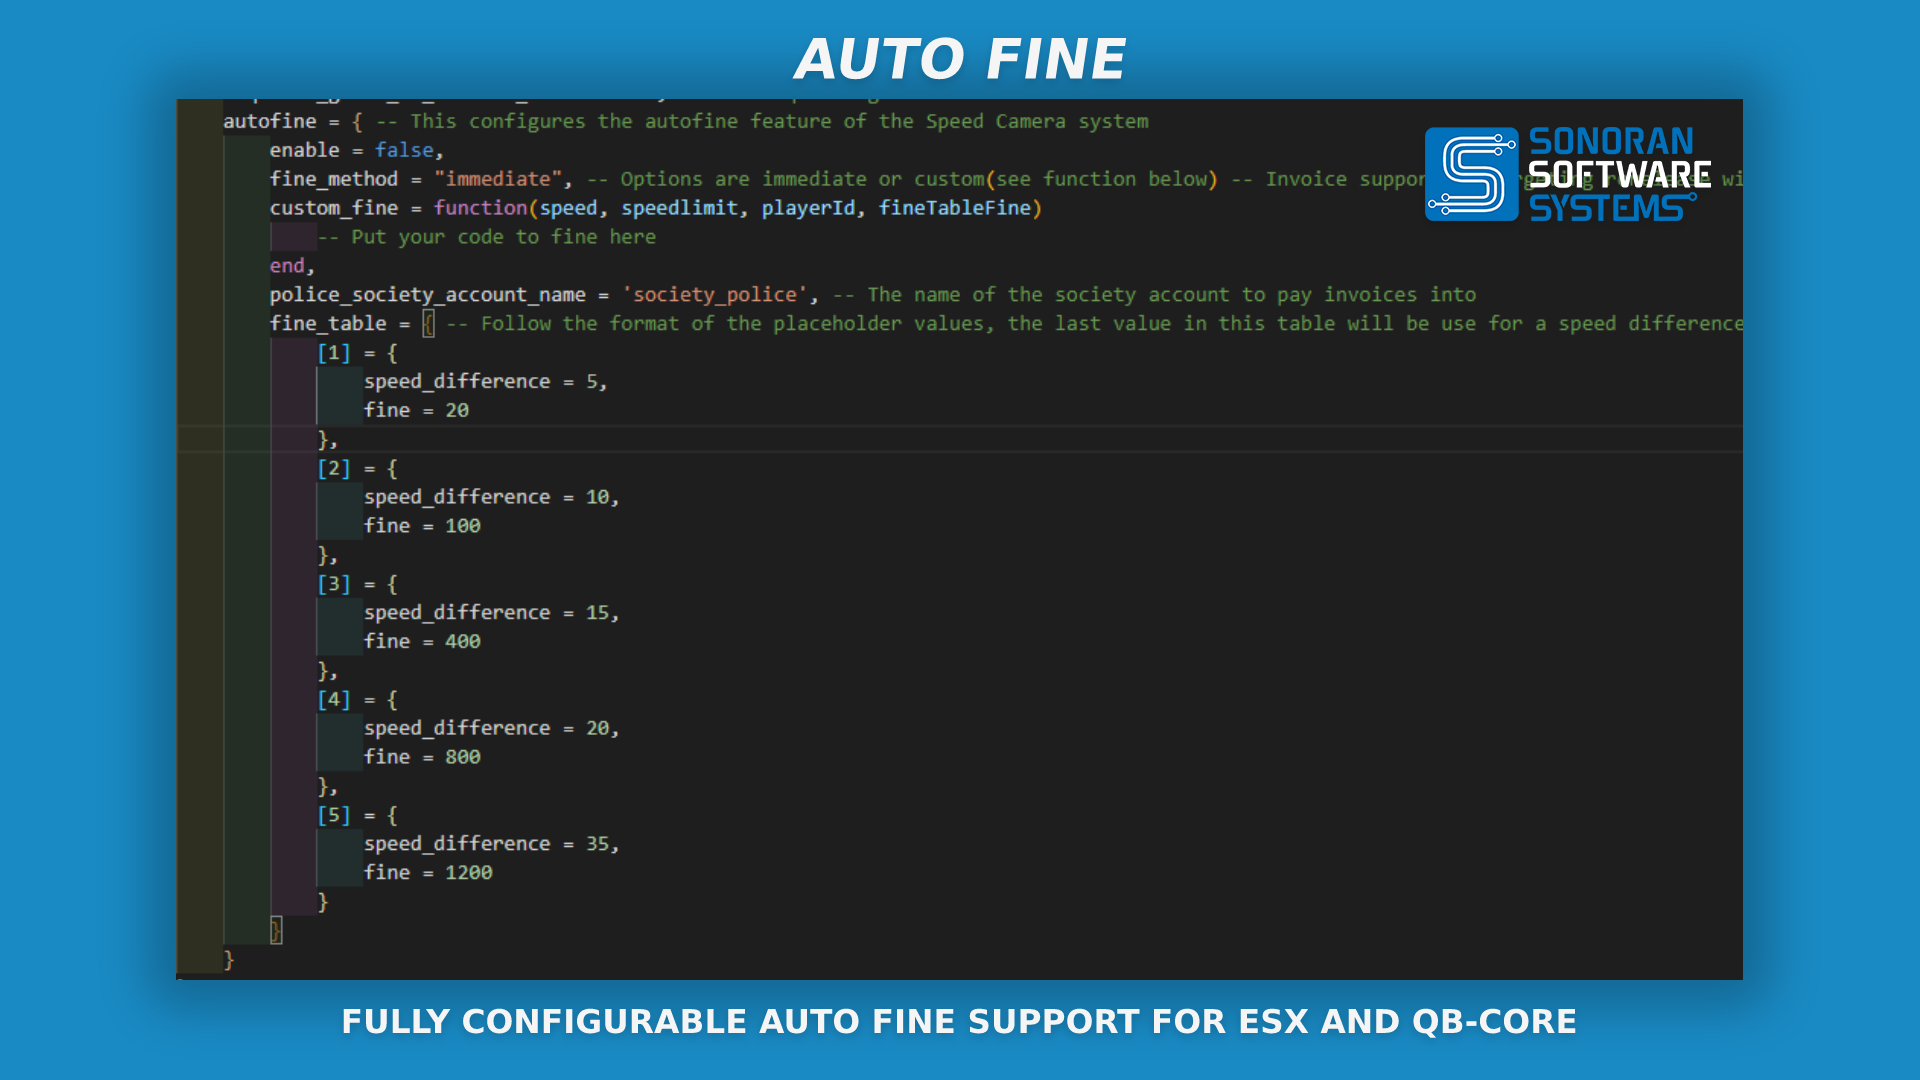 AUTO FINE
autofine = { -- This configures the autofine feature of the Speed Camera system
enable = false,
fine_method = "immediate", -- Options are immediate or custom(see function below) -- Invoice suppor
custom_fine = function(speed, speedlimit, playerId, fineTableFine)
-- Put your code to fine here
end,
police_society_account_name = 'society_police', -- The name of the society account to pay invoices into
fine_table = { -- Follow the format of the placeholder values, the last value in this table will be use for a speed difference
[1] = {
speed_difference = 5,
fine = 20
},
[2] = {
speed_difference = 10,
fine = 100
},
[3] = {
speed_difference = 15,
fine = 400
},
[4] = {
speed_difference = 20,
fine = 800
},
[5] = {
speed_difference = 35,
fine = 1200
}
}
}
SONORAN
SOFTWARE
SYSTEMS
FULLY CONFIGURABLE AUTO FINE SUPPORT FOR ESX AND QB-CORE